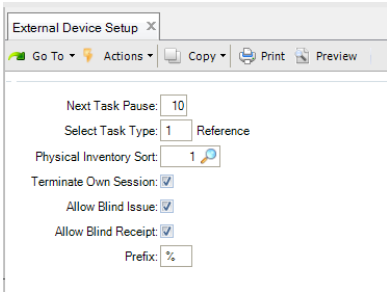 External Device Setup
Go To Actions Copy Print Preview
Next Task Pause: 10
Select Task Type: 1 Reference
Physical Inventory Sort: 1
Terminate Own Session:
Allow Blind Issue:
Allow Blind Receipt:
Prefix: %